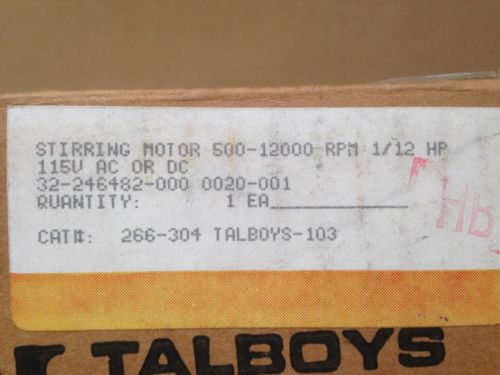 STIRRING MOTOR 500-12000 RPM 1/12 HP
115V AC OR DC
32-246482-000 0020-001
QUANTITY: 1 EA
CAT#: 266-304 TALBOYS-103
TALBOYS